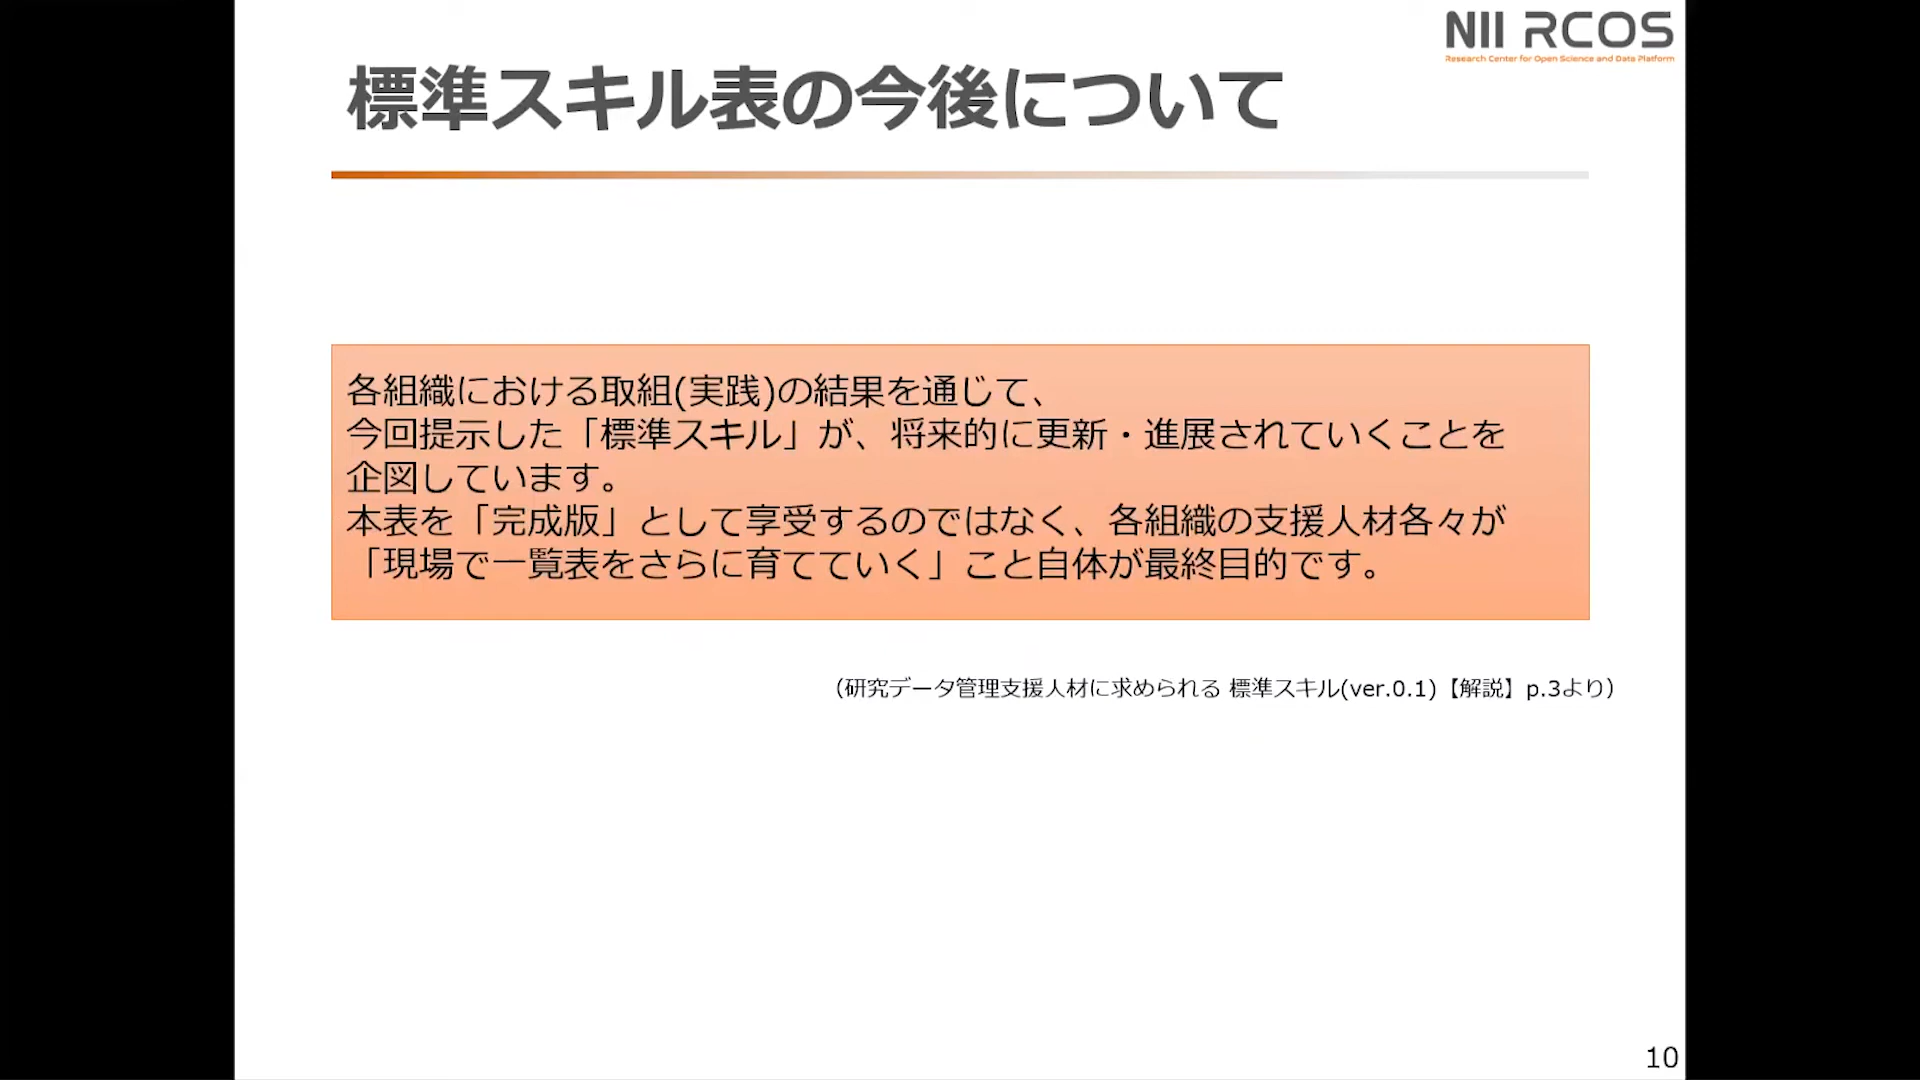 NII RCOS
Research Center for Open Science and Data Platform
標準スキル表の今後について
各組織における取組(実践)の結果を通じて、
今回提示した「標準スキル」が、将来的に更新・進展されていくことを
企図しています。
本表を「完成版」として享受するのではなく、各組織の支援人材各々が
「現場で一覧表をさらに育てていく」こと自体が最終目的です。
（研究データ管理支援人材に求められる 標準スキル(ver.0.1)【解説】p.3より）
10